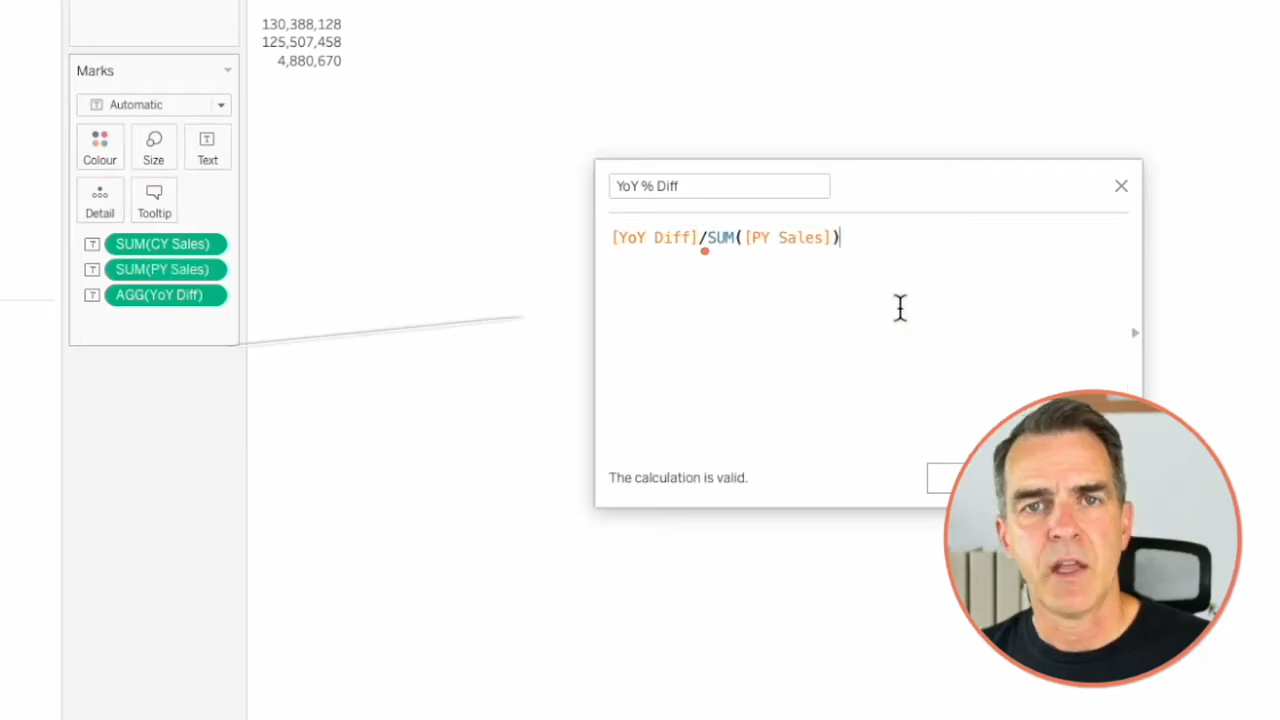 130,388,128
125,507,458
4,880,670
Marks
Automatic
Colour
Size
Text
Detail
Tooltip
SUM(CY Sales)
SUM(PY Sales)
AGG(YoY Diff)
YoY % Diff
[YoY Diff]/SUM([PY Sales])
The calculation is valid.